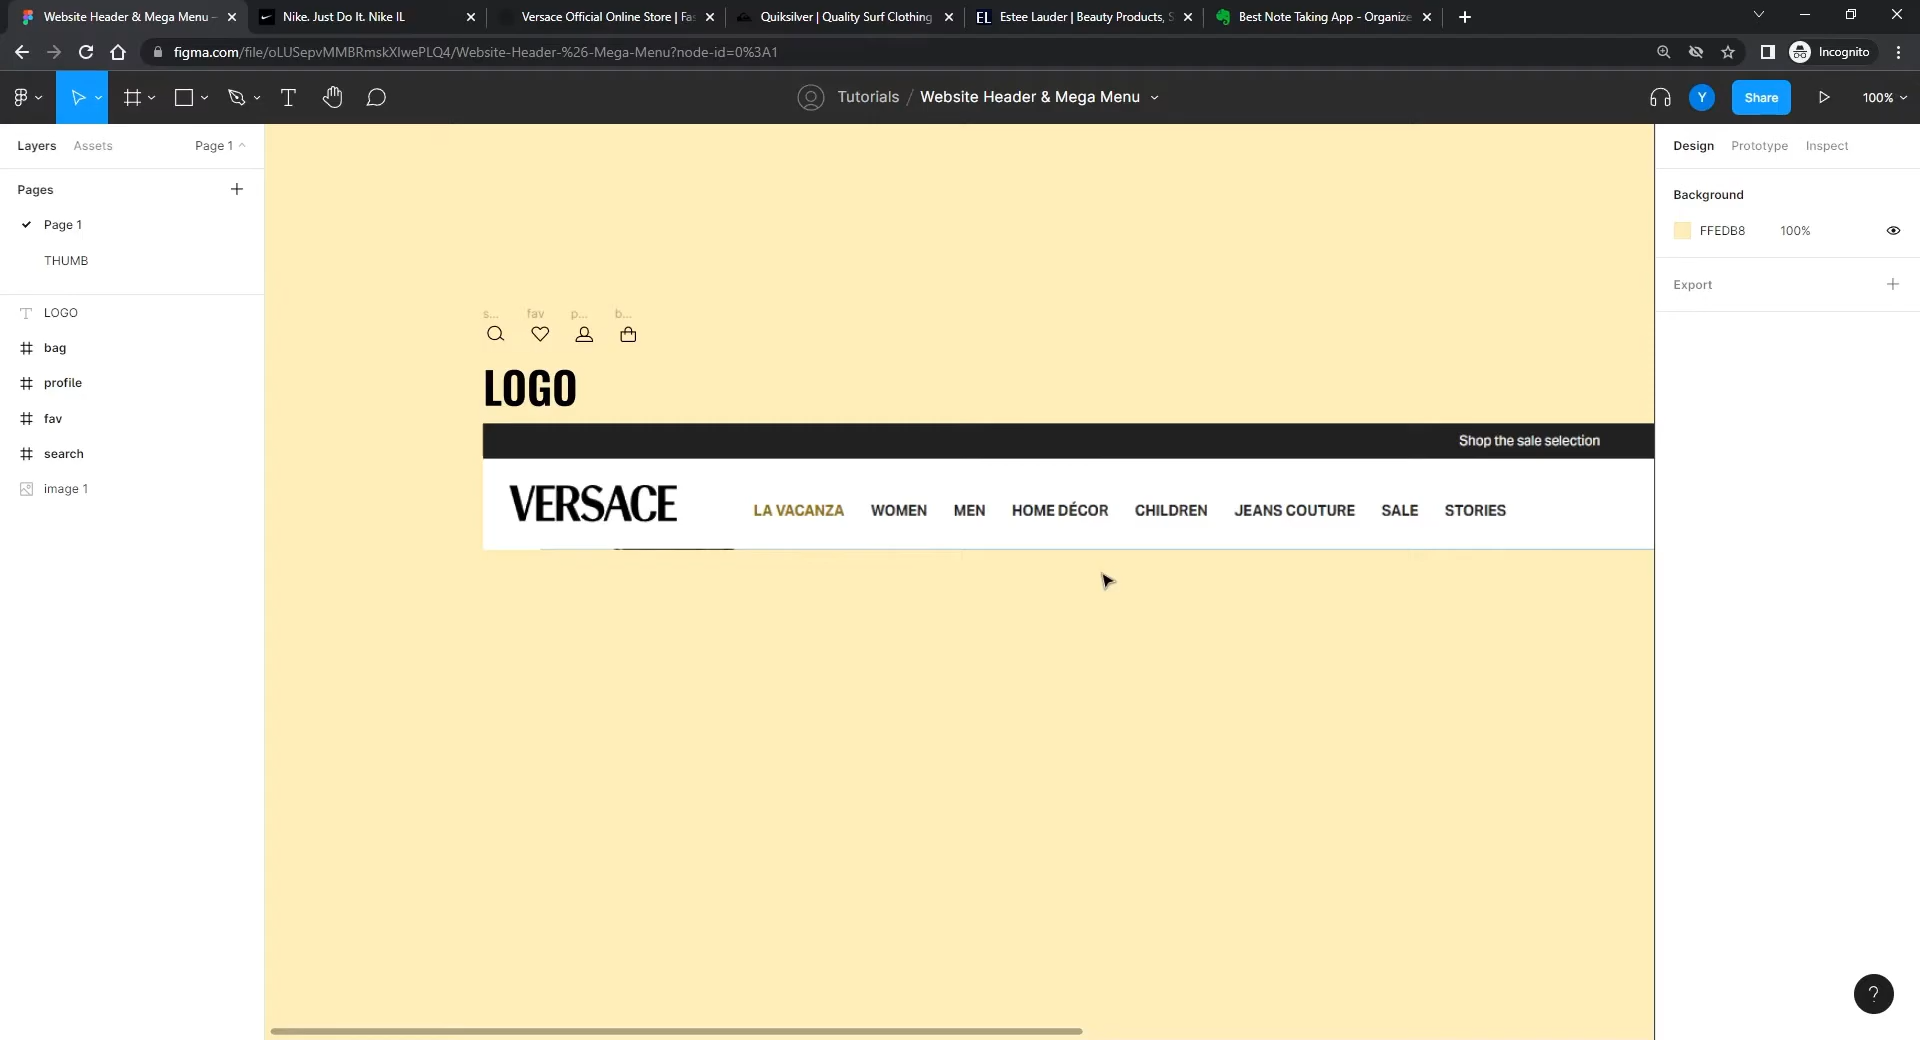 Website Header & Mega Menu –
Nike. Just Do It. Nike IL
Versace Official Online Store | Fas
Quiksilver | Quality Surf Clothing
EL
Estee Lauder | Beauty Products, S
Best Note Taking App - Organize
figma.com/file/oLUSepvMMBRmskXlwePLQ4/Website-Header-%26-Mega-Menu?node-id=0%3A1
Incognito
Tutorials / Website Header & Mega Menu
Y
Share
100%
Layers
Assets
Page 1
Pages
Page 1
THUMB
LOGO
bag
profile
fav
search
image 1
s...
fav
p...
b...
LOGO
Shop the sale selection
VERSACE
LA VACANZA
WOMEN
MEN
HOME DÉCOR
CHILDREN
JEANS COUTURE
SALE
STORIES
Design
Prototype
Inspect
Background
FFEDB8
100%
Export
?